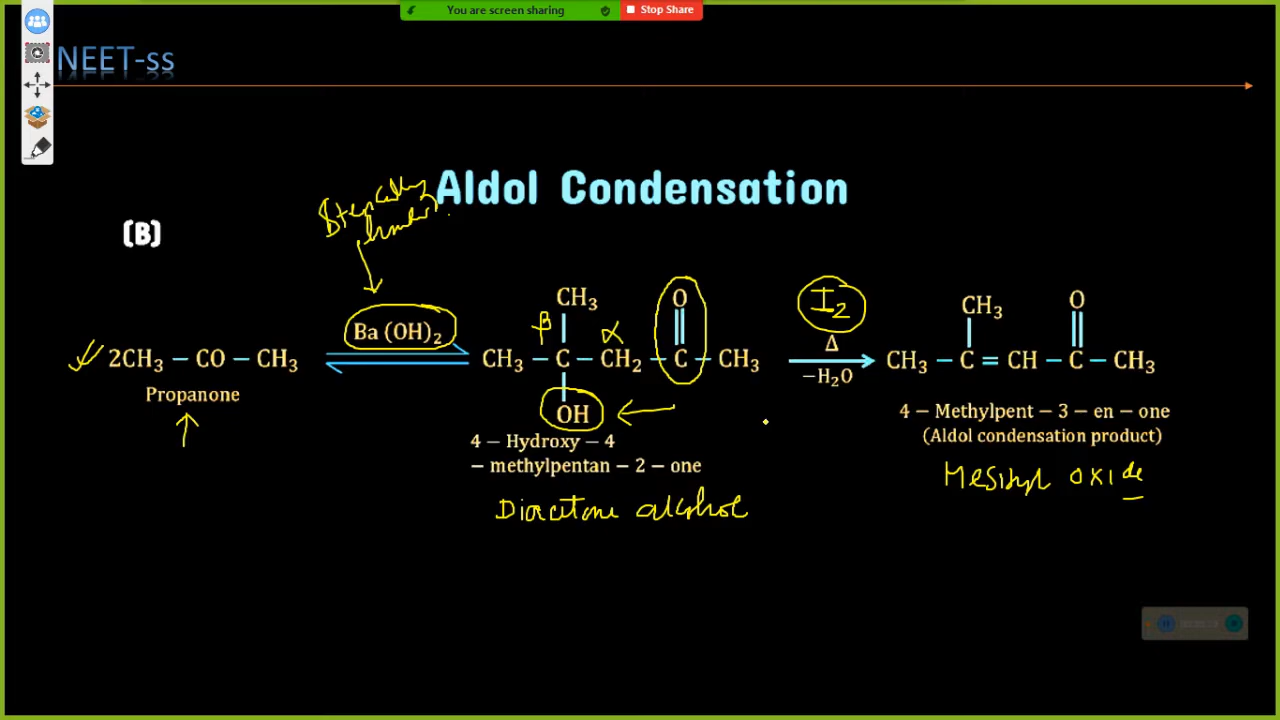 You are screen sharing
Stop Share
NEET-ss
Aldol Condensation
Sterically
(B)
CH₃
O
I₂
CH₃
O
Ba (OH)₂
β
α
Δ
2CH₃ – CO – CH₃
CH₃ – C – CH₂ – C – CH₃
–H₂O
CH₃ – C = CH – C – CH₃
Propanone
OH
4 – Methylpent – 3 – en – one
(Aldol condensation product)
4 – Hydroxy – 4
– methylpentan – 2 – one
Mesityl oxide
Diacetone alcohol